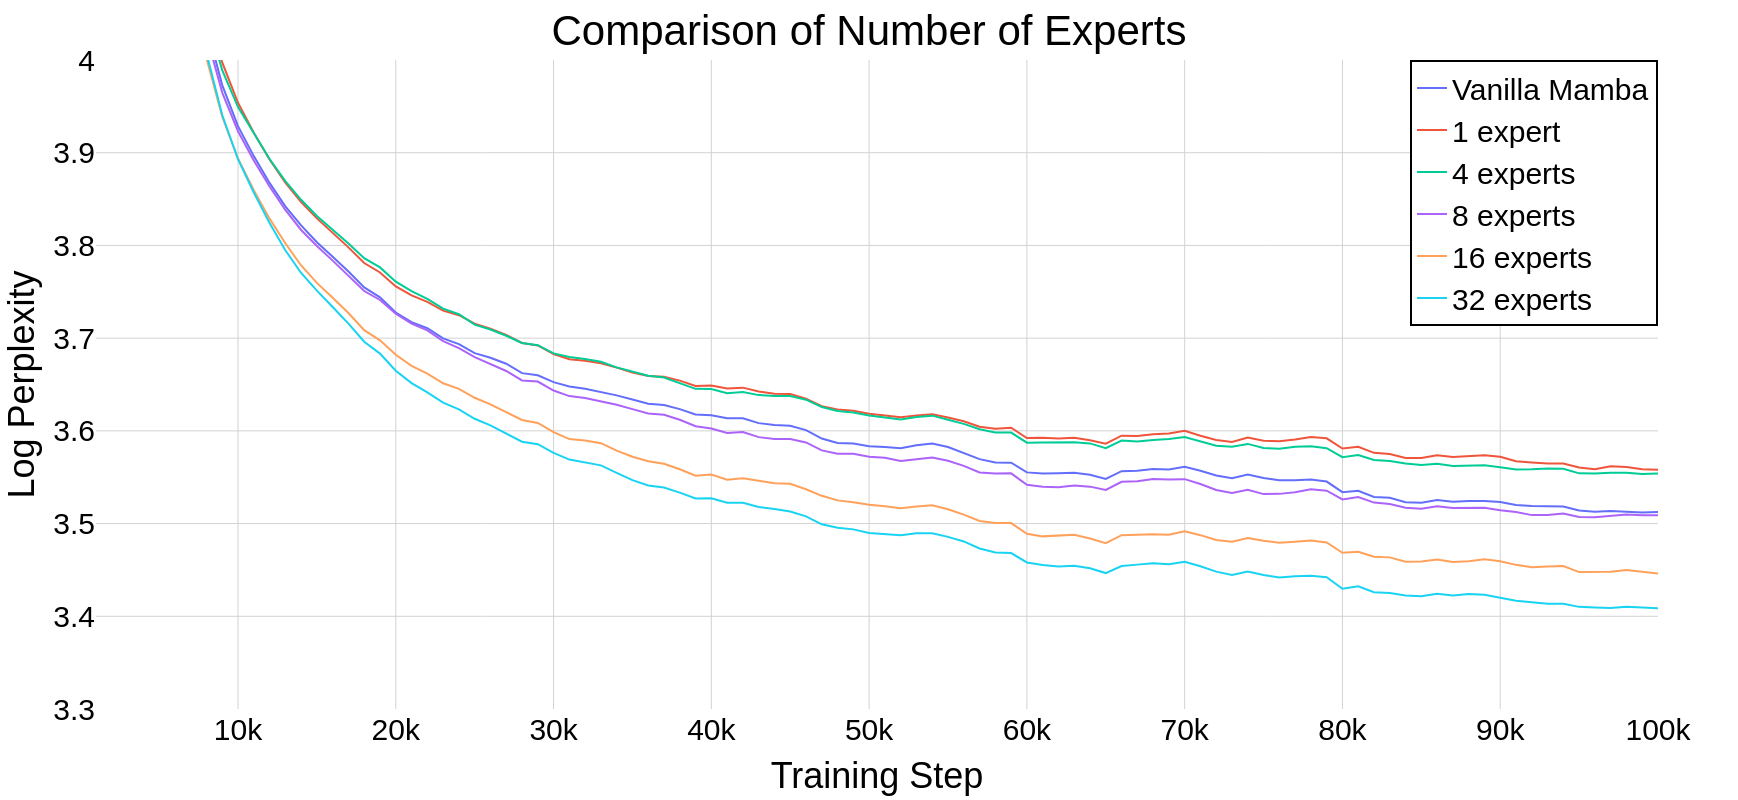 Comparison of Number of Experts
4
3.9
3.8
3.7
3.6
3.5
3.4
3.3
Log Perplexity
Vanilla Mamba
1 expert
4 experts
8 experts
16 experts
32 experts
10k 20k 30k 40k 50k 60k 70k 80k 90k 100k
Training Step